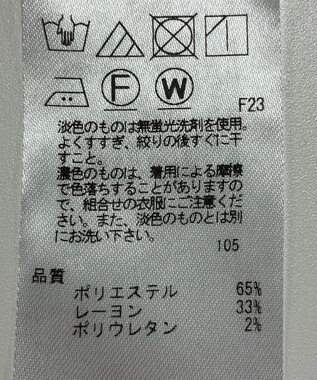 F W
F23
淡色のものは無蛍光洗剤を使用。
よくすすぎ、絞りの後すぐに干
すこと。
濃色のものは、着用による摩擦
で色落ちすることがありますの
で、組合せの衣服にご注意くだ
さい。また、淡色のものとは別
にお洗い下さい。
105
品質
ポリエステル 65%
レーヨン 33%
ポリウレタン 2%